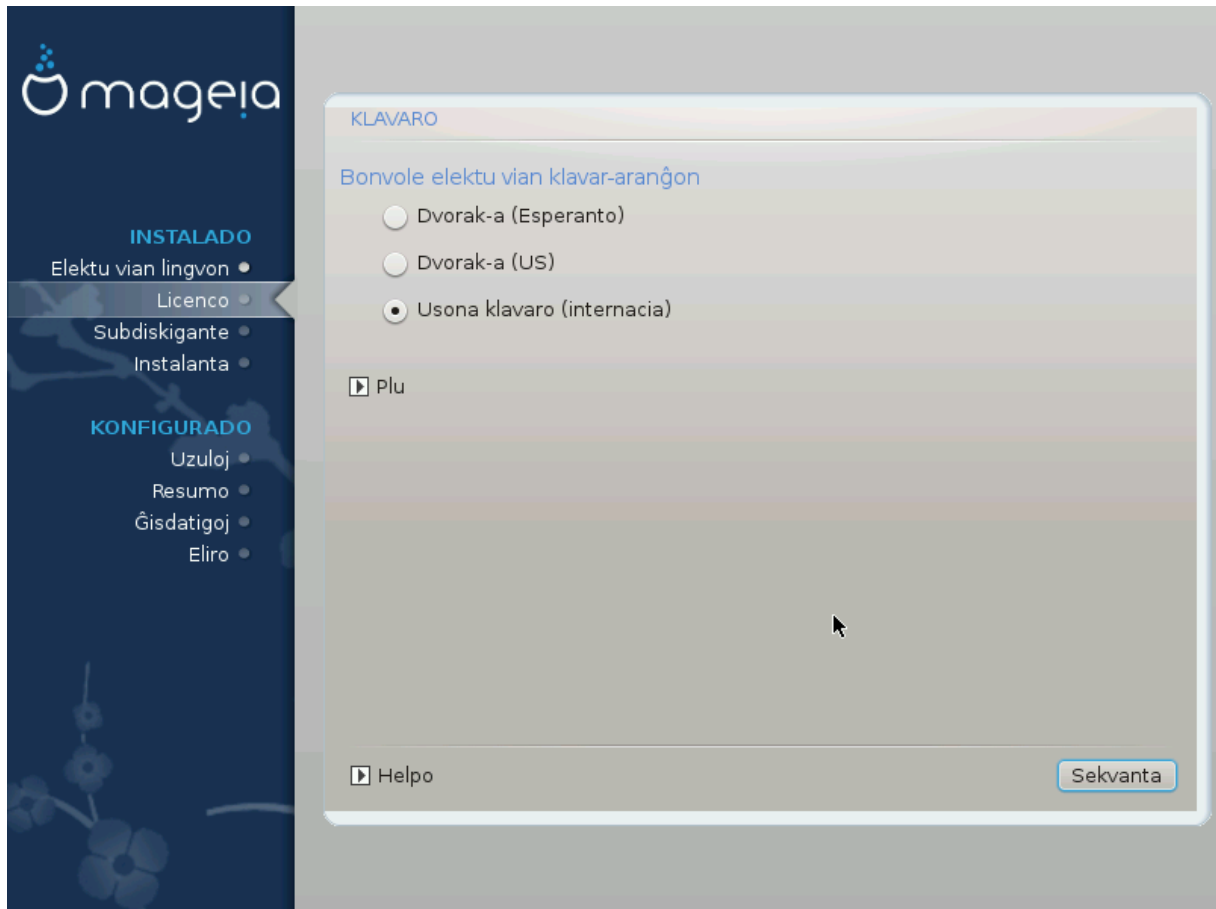 mageia
INSTALADO
Elektu vian lingvon
Licenco
Subdiskigante
Instalanta
KONFIGURADO
Uzuloj
Resumo
Ĝisdatigoj
Eliro
KLAVARO
Bonvole elektu vian klavar-aranĝon
Dvorak-a (Esperanto)
Dvorak-a (US)
Usona klavaro (internacia)
Plu
Helpo
Sekvanta